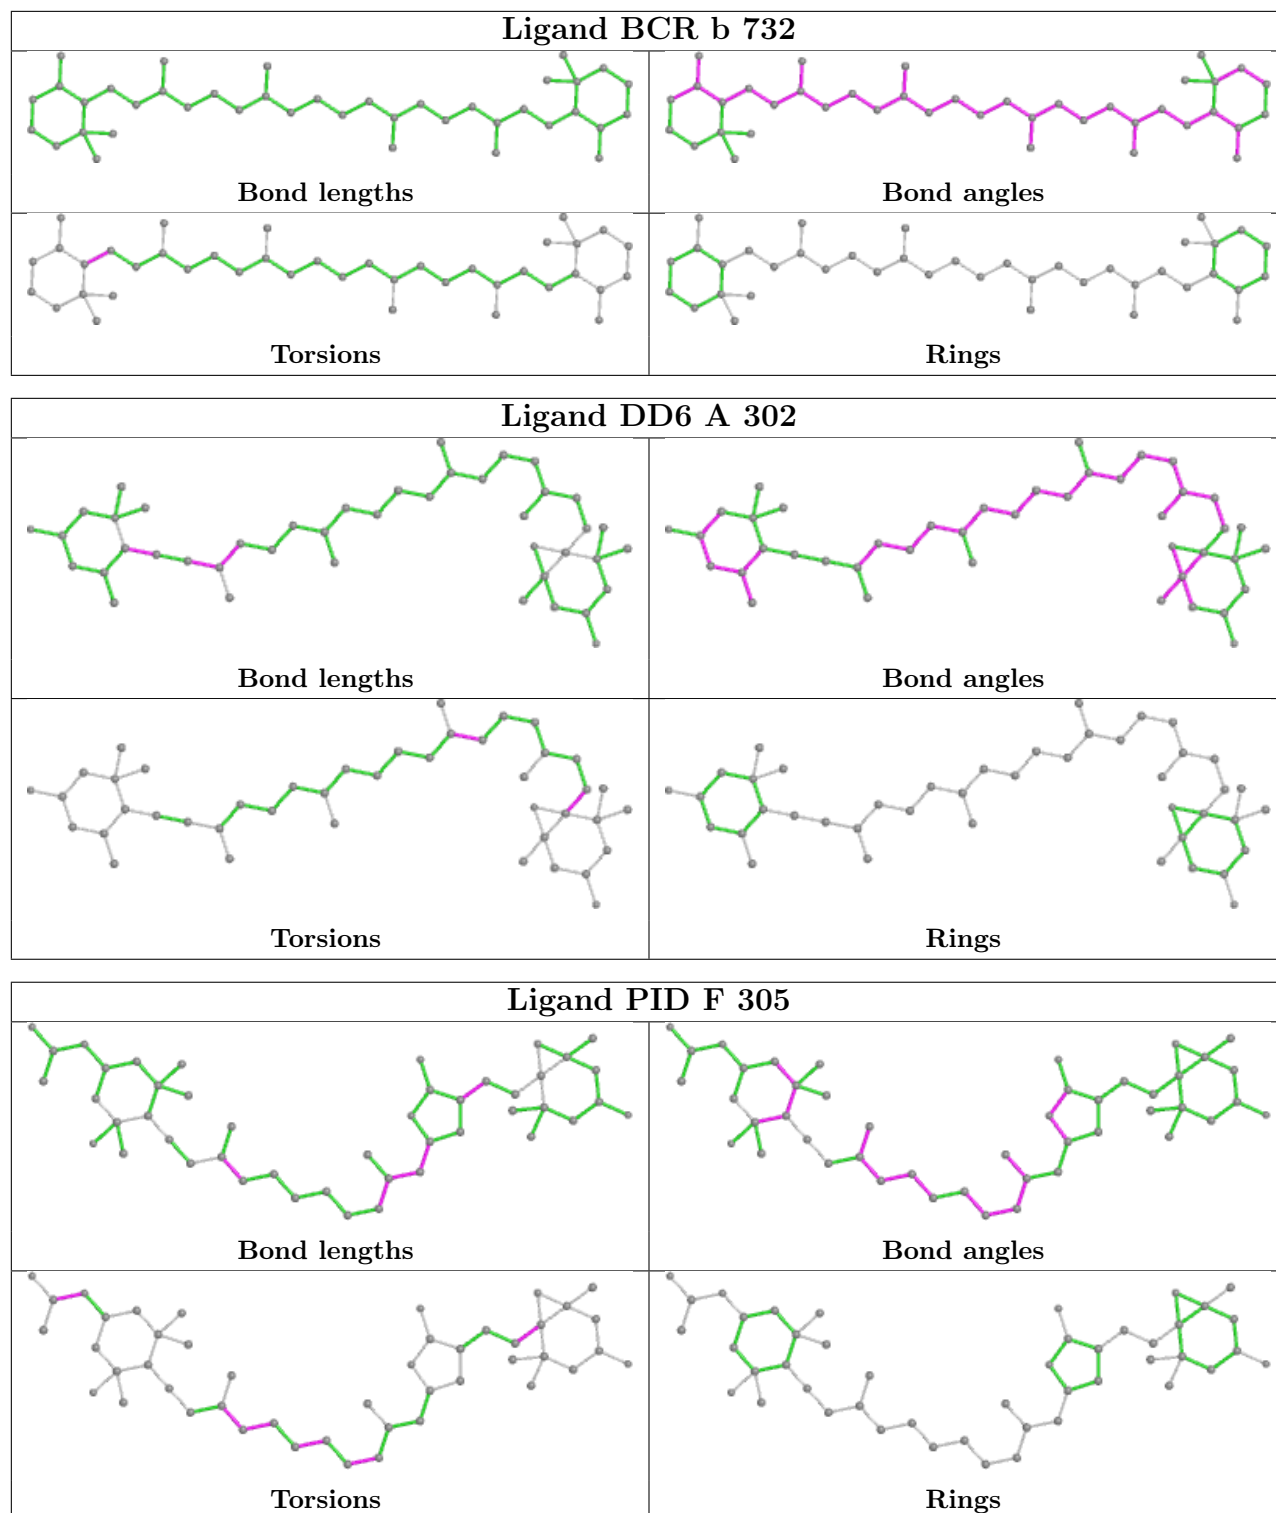 Ligand BCR b 732
Bond lengths
Bond angles
Torsions
Rings
Ligand DD6 A 302
Bond lengths
Bond angles
Torsions
Rings
Ligand PID F 305
Bond lengths
Bond angles
Torsions
Rings